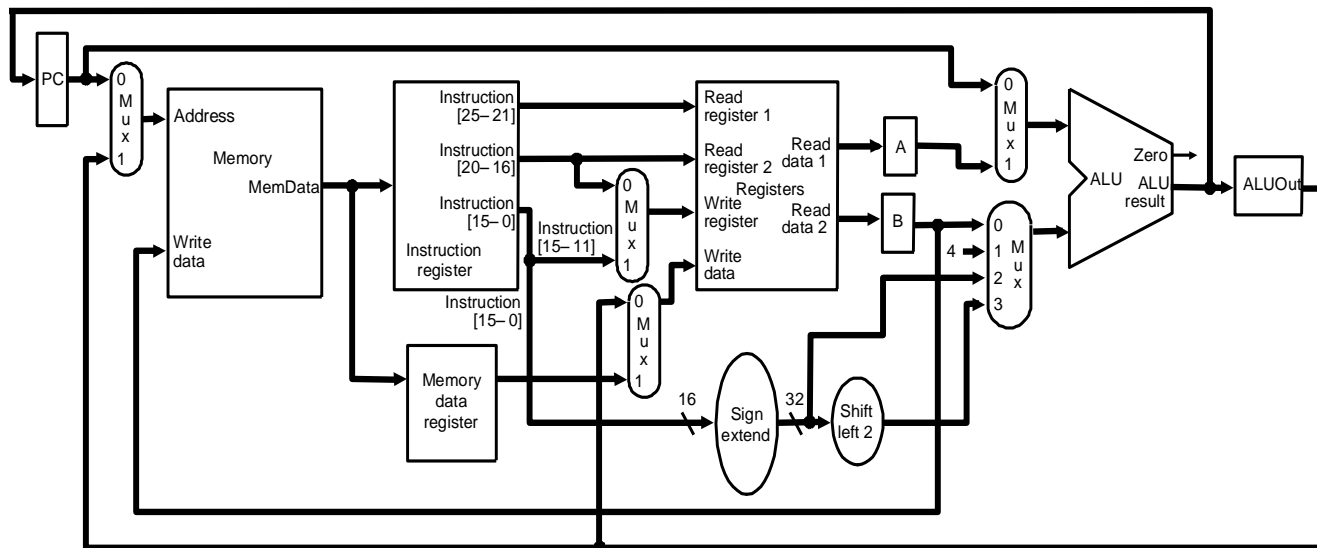 PC
0
M
u
x
1
Address
Memory
MemData
Write
data
Instruction
[25–21]
Instruction
[20–16]
Instruction
[15–0]
Instruction
register
Instruction
[15–11]
Instruction
[15–0]
0
M
u
x
1
0
M
u
x
1
Memory
data
register
Read
register 1
Read
register 2
Registers
Write
register
Write
data
Read
data 1
Read
data 2
16
Sign
extend
32
Shift
left 2
A
B
4
0
M
u
x
1
0
1
2
3
M
u
x
Zero
ALU
ALU
result
ALUOut